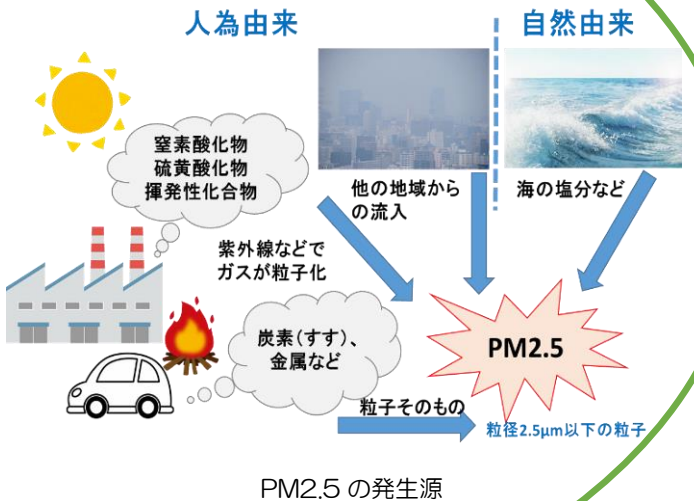 人為由来
自然由来
窒素酸化物
硫黄酸化物
揮発性化合物
他の地域から
の流入
海の塩分など
紫外線などで
ガスが粒子化
炭素(すす)、
金属など
PM2.5
粒子そのもの
粒径2.5μm以下の粒子
PM2.5 の発生源